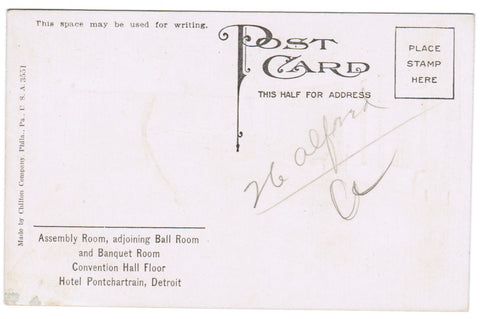 This space may be used for writing.
POST CARD
THIS HALF FOR ADDRESS
PLACE
STAMP
HERE
Made by Chilton Company, Phila., Pa., U. S. A. 3551
Assembly Room, adjoining Ball Room
and Banquet Room
Convention Hall Floor
Hotel Pontchartrain, Detroit